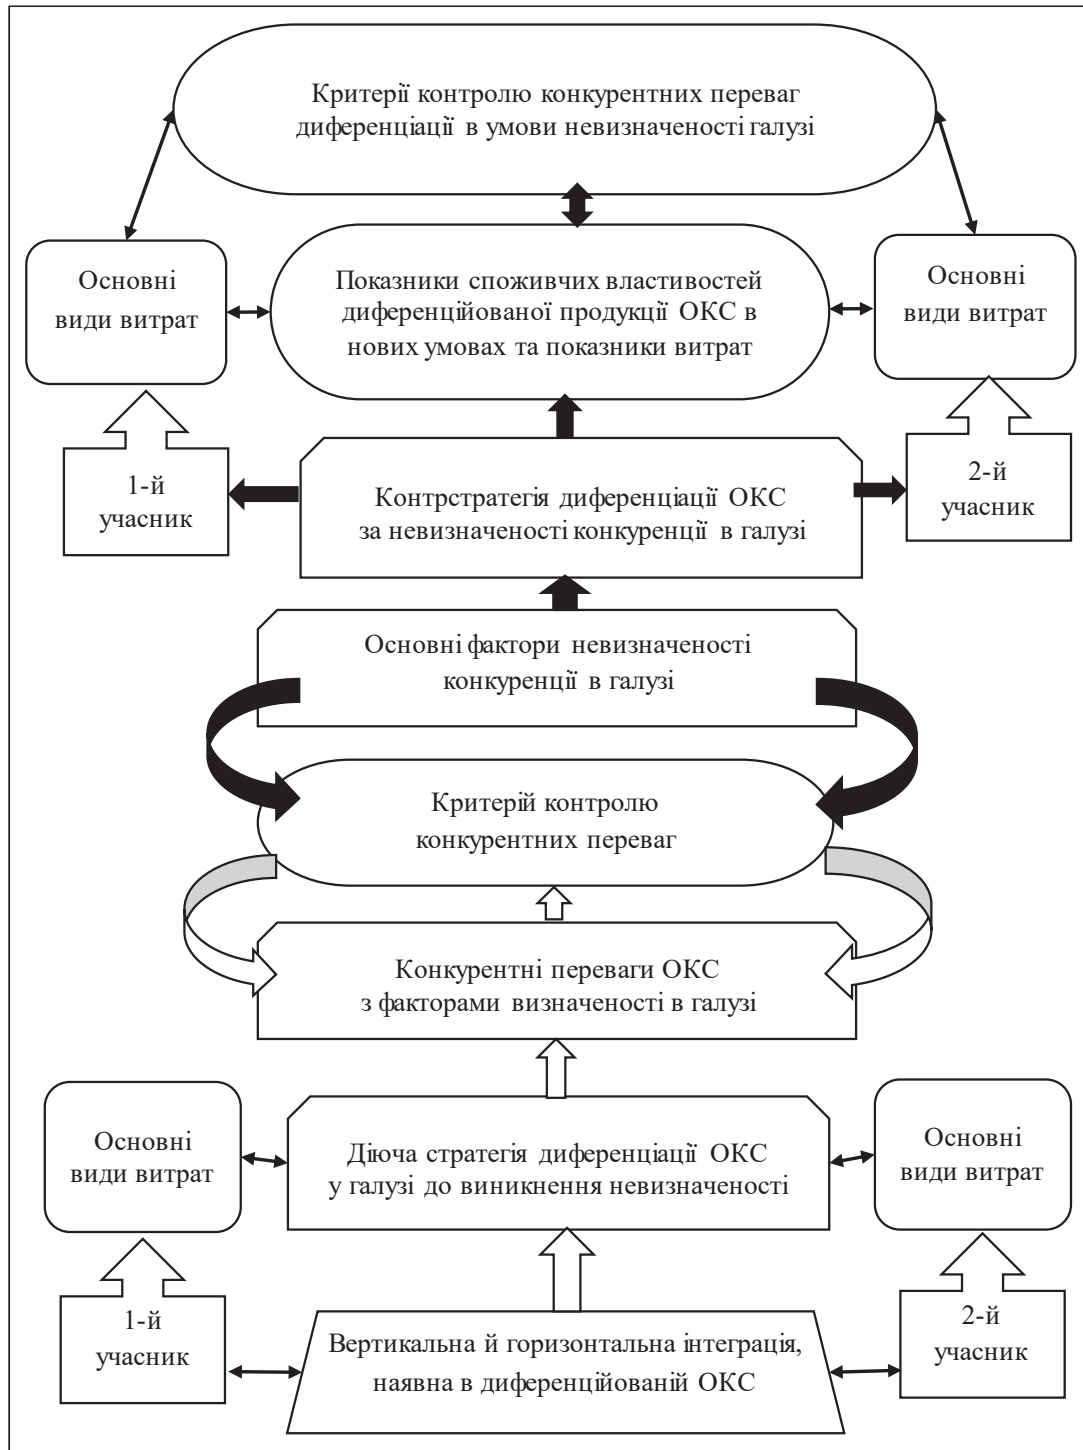 Критерії контролю конкурентних переваг
диференціації в умови невизначеності галузі
Основні
види витрат
Показники споживчих властивостей
диференційованої продукції ОКС в
нових умовах та показники витрат
Основні
види витрат
1-й
учасник
Контрстратегія диференціації ОКС
за невизначеності конкуренції в галузі
2-й
учасник
Основні фактори невизначеності
конкуренції в галузі
Критерій контролю
конкурентних переваг
Конкурентні переваги ОКС
з факторами визначеності в галузі
Основні
види витрат
Діюча стратегія диференціації ОКС
у галузі до виникнення невизначеності
Основні
види витрат
1-й
учасник
Вертикальна й горизонтальна інтеграція,
наявна в диференційованій ОКС
2-й
учасник